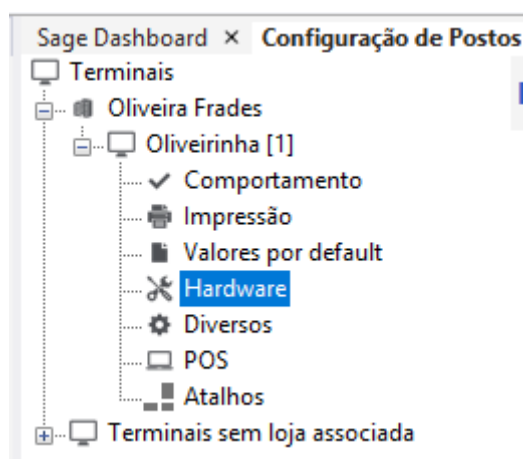 Sage Dashboard × Configuração de Postos
Terminais
Oliveira Frades
Oliveirinha [1]
Comportamento
Impressão
Valores por default
Hardware
Diversos
POS
Atalhos
Terminais sem loja associada